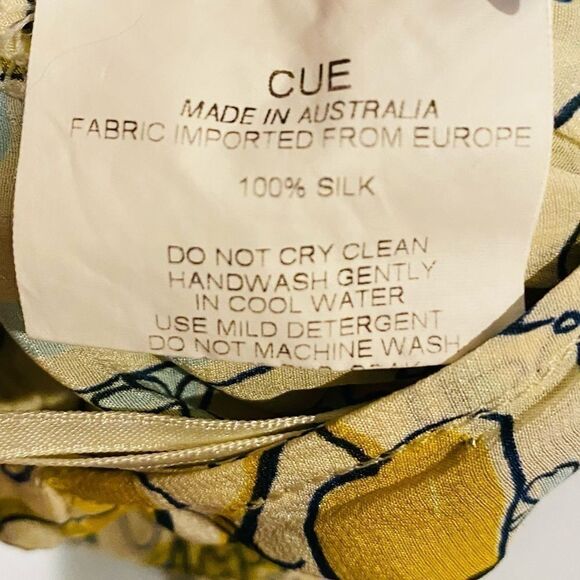 CUE
MADE IN AUSTRALIA
FABRIC IMPORTED FROM EUROPE
100% SILK
DO NOT CRY CLEAN
HANDWASH GENTLY
IN COOL WATER
USE MILD DETERGENT
DO NOT MACHINE WASH